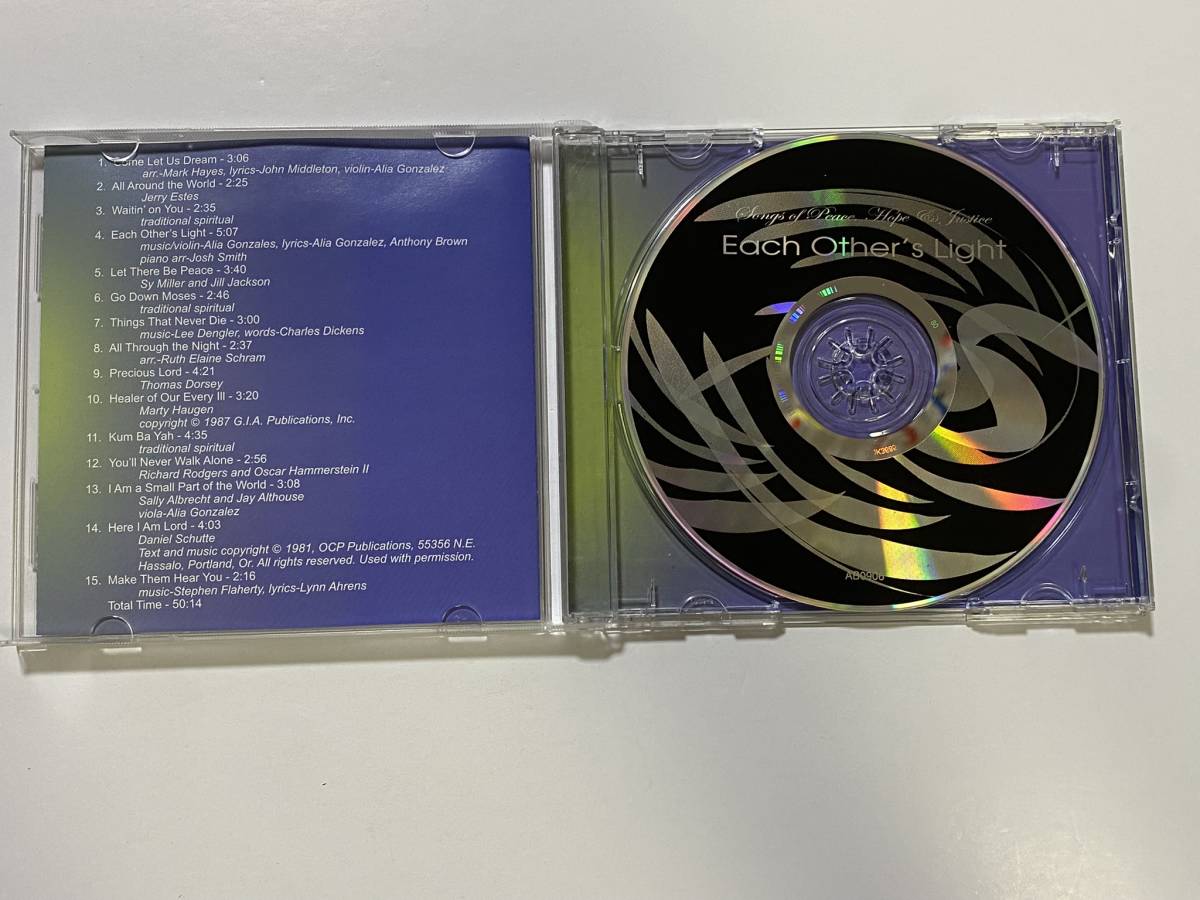 1. Come Let Us Dream - 3:06
arr.-Mark Hayes, lyrics-John Middleton, violin-Alia Gonzalez
2. All Around the World - 2:25
Jerry Estes
3. Waitin' on You - 2:35
traditional spiritual
4. Each Other's Light - 5:07
music/violin-Alia Gonzales, lyrics-Alia Gonzalez, Anthony Brown
piano arr-Josh Smith
5. Let There Be Peace - 3:40
Sy Miller and Jill Jackson
6. Go Down Moses - 2:46
traditional spiritual
7. Things That Never Die - 3:00
music-Lee Dengler, words-Charles Dickens
8. All Through the Night - 2:37
arr.-Ruth Elaine Schram
9. Precious Lord - 4:21
Thomas Dorsey
10. Healer of Our Every Ill - 3:20
Marty Haugen
copyright © 1987 G.I.A. Publications, Inc.
11. Kum Ba Yah - 4:35
traditional spiritual
12. You'll Never Walk Alone - 2:56
Richard Rodgers and Oscar Hammerstein II
13. I Am a Small Part of the World - 3:08
Sally Albrecht and Jay Althouse
viola-Alia Gonzalez
14. Here I Am Lord - 4:03
Daniel Schutte
Text and music copyright © 1981, OCP Publications, 55356 N.E.
Hassalo, Portland, Or. All rights reserved. Used with permission.
15. Make Them Hear You - 2:16
music-Stephen Flaherty, lyrics-Lynn Ahrens
Total Time - 50:14
Songs of Peace, Hope & Justice
Each Other's Light
AB0906